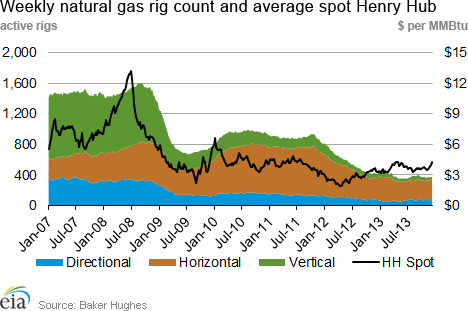 Weekly natural gas rig count and average spot Henry Hub
active rigs $ per MMBtu
2,000 $15
1,600 $12
1,200 $9
800 $6
400 $3
0 $0
Jan-07 Jul-07 Jan-08 Jul-08 Jan-09 Jul-09 Jan-10 Jul-10 Jan-11 Jul-11 Jan-12 Jul-12 Jan-13 Jul-13
Directional Horizontal Vertical HH Spot
eia Source: Baker Hughes